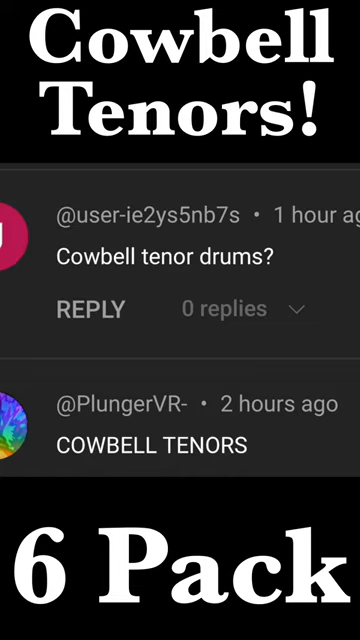 Cowbell
Tenors!
@user-ie2ys5nb7s • 1 hour ag
Cowbell tenor drums?
REPLY 0 replies
@PlungerVR- • 2 hours ago
COWBELL TENORS
6 Pack